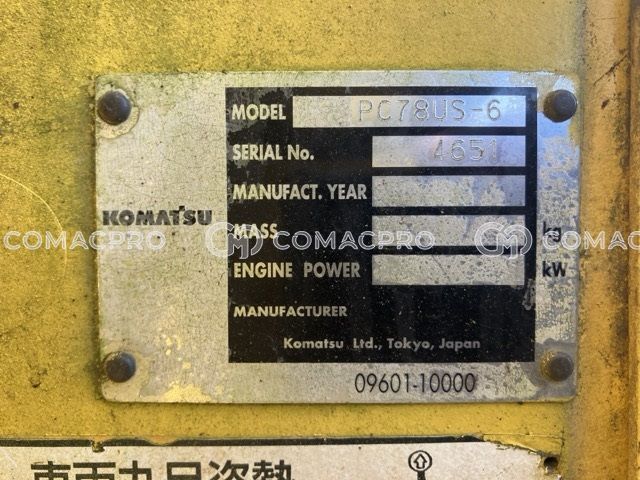 MODEL PC78US-6
SERIAL No. 4651
MANUFACT. YEAR
KOMATSU
COMACPRO COMACPRO COMACPRO
MASS kg
ENGINE POWER kW
MANUFACTURER
Komatsu Ltd., Tokyo, Japan
09601-10000